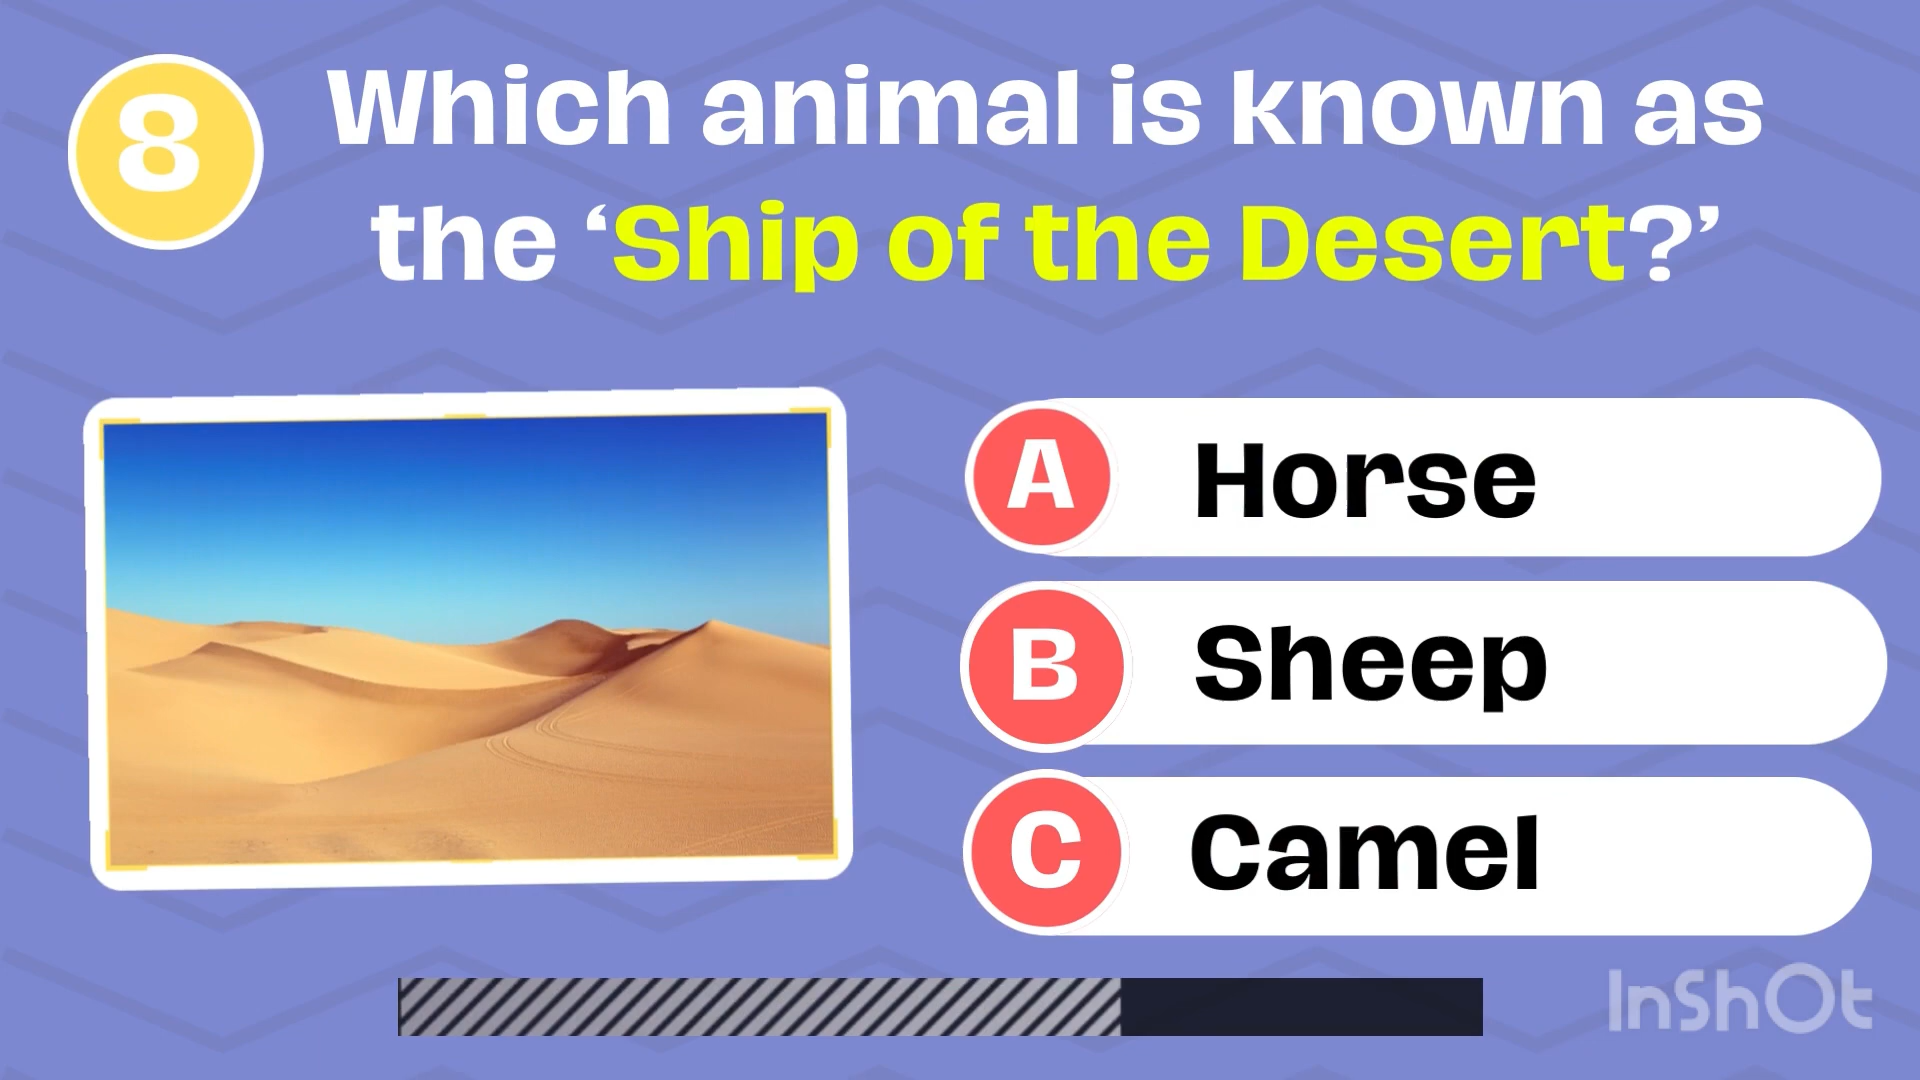 8
Which animal is known as
the ‘Ship of the Desert?’
A Horse
B Sheep
C Camel
InShOt